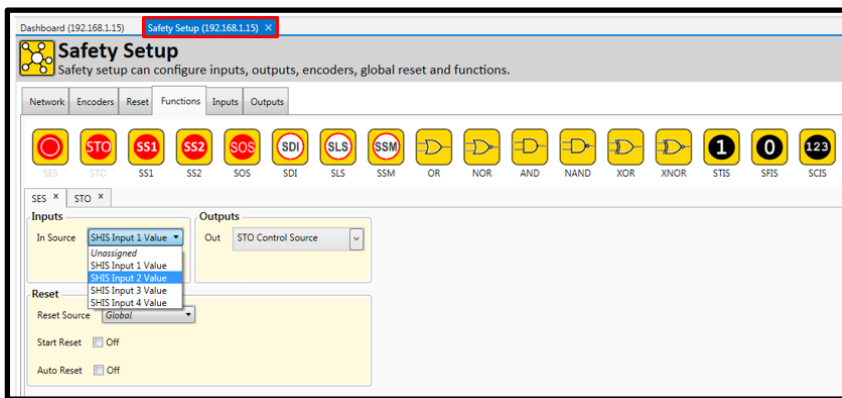 Dashboard (192.168.1.15) Safety Setup (192.168.1.15) ×
Safety Setup
Safety setup can configure inputs, outputs, encoders, global reset and functions.
Network Encoders Reset Functions Inputs Outputs
STO SS1 SS2 SOS SDI SLS SSM 1 0 123
SES STO SS1 SS2 SOS SDI SLS SSM OR NOR AND NAND XOR XNOR STIS SFIS SCIS
SES × STO ×
Inputs Outputs
In Source SHIS Input 1 Value Out STO Control Source
Unassigned
SHIS Input 1 Value
SHIS Input 2 Value
SHIS Input 3 Value
SHIS Input 4 Value
Reset
Reset Source Global
Start Reset Off
Auto Reset Off